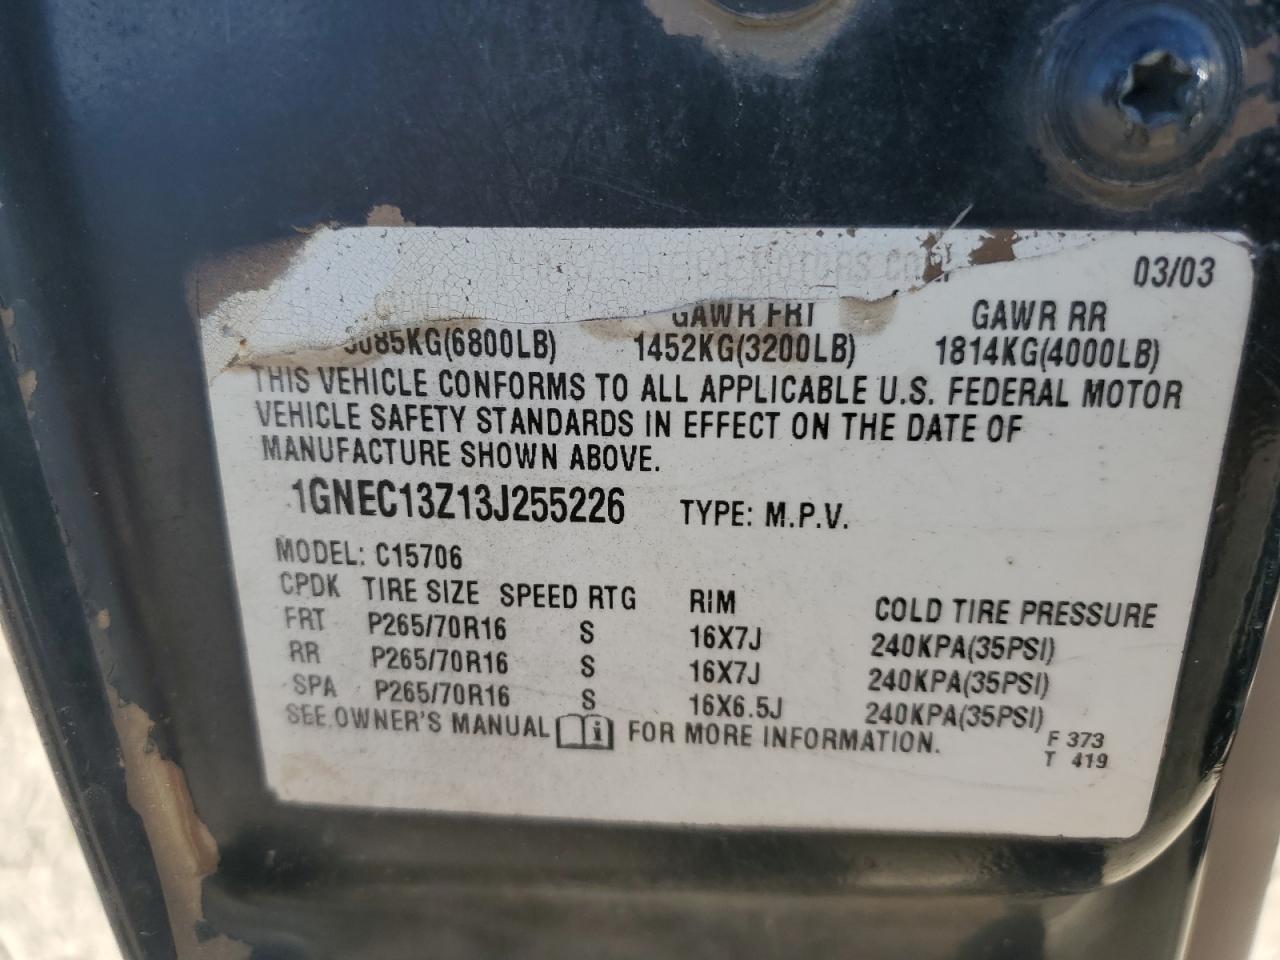 MOTORS CORP 03/03
GAWR FRT GAWR RR
3085KG(6800LB) 1452KG(3200LB) 1814KG(4000LB)
THIS VEHICLE CONFORMS TO ALL APPLICABLE U.S. FEDERAL MOTOR
VEHICLE SAFETY STANDARDS IN EFFECT ON THE DATE OF
MANUFACTURE SHOWN ABOVE.
1GNEC13Z13J255226 TYPE: M.P.V.
MODEL: C15706
CPDK TIRE SIZE SPEED RTG RIM COLD TIRE PRESSURE
FRT P265/70R16 S 16X7J 240KPA(35PSI)
RR P265/70R16 S 16X7J 240KPA(35PSI)
SPA P265/70R16 S 16X6.5J 240KPA(35PSI)
SEE OWNER'S MANUAL i FOR MORE INFORMATION.
F 373
T 419